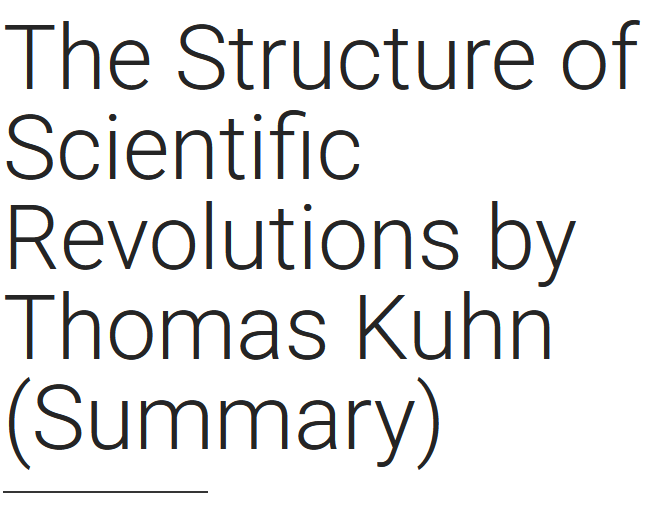 The Structure of
Scientific
Revolutions by
Thomas Kuhn
(Summary)